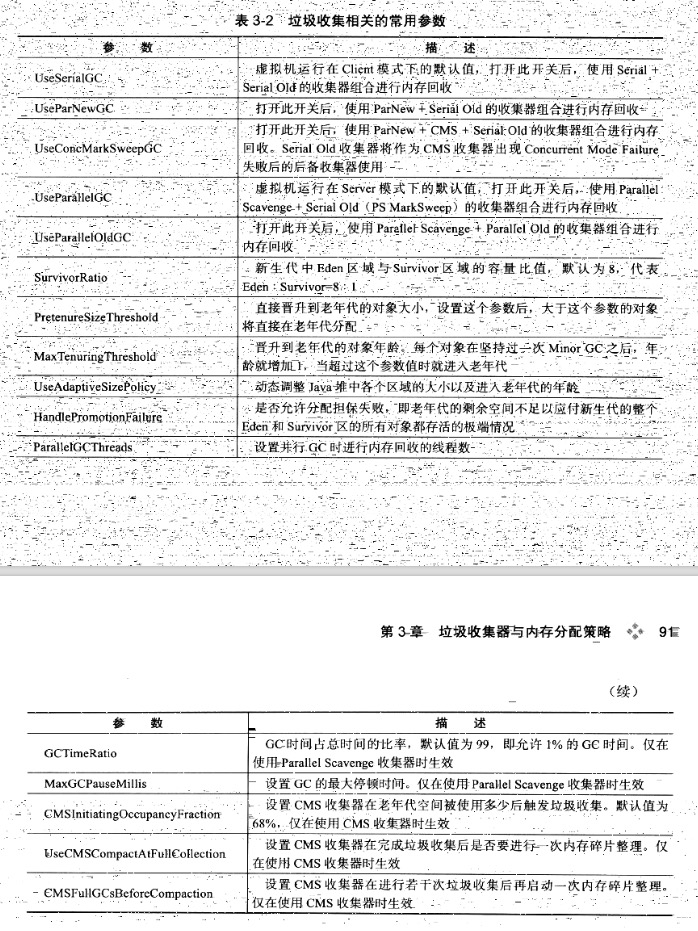 表 3-2 垃圾收集相关的常用参数
参 数 描 述
UseSerialGC
虚拟机运行在 Client 模式下的默认值，打开此开关后，使用 Serial +
Serial Old 的收集器组合进行内存回收
UseParNewGC
打开此开关后，使用 ParNew + Serial Old 的收集器组合进行内存回收
UseConcMarkSweepGC
打开此开关后，使用 ParNew + CMS + Serial Old 的收集器组合进行内存
回收。Serial Old 收集器将作为 CMS 收集器出现 Concurrent Mode Failure
失败后的后备收集器使用
UseParallelGC
虚拟机运行在 Server 模式下的默认值，打开此开关后，使用 Parallel
Scavenge + Serial Old（PS MarkSweep）的收集器组合进行内存回收
UseParallelOldGC
打开此开关后，使用 Parallel Scavenge + Parallel Old 的收集器组合进行
内存回收
SurvivorRatio
新生代中 Eden 区域与 Survivor 区域的容量比值，默认为 8，代表
Eden : Survivor=8 : 1
PretenureSizeThreshold
直接晋升到老年代的对象大小，设置这个参数后，大于这个参数的对象
将直接在老年代分配
MaxTenuringThreshold
晋升到老年代的对象年龄。每个对象在坚持过一次 Minor GC 之后，年
龄就增加 1，当超过这个参数值时就进入老年代
UseAdaptiveSizePolicy
动态调整 Java 堆中各个区域的大小以及进入老年代的年龄
HandlePromotionFailure
是否允许分配担保失败，即老年代的剩余空间不足以应付新生代的整个
Eden 和 Survivor 区的所有对象都存活的极端情况
ParallelGCThreads
设置并行 GC 时进行内存回收的线程数
第 3 章 垃圾收集器与内存分配策略 91
（续）
参 数 描 述
GCTimeRatio
GC 时间占总时间的比率，默认值为 99，即允许 1% 的 GC 时间。仅在
使用 Parallel Scavenge 收集器时生效
MaxGCPauseMillis
设置 GC 的最大停顿时间。仅在使用 Parallel Scavenge 收集器时生效
CMSInitiatingOccupancyFraction
设置 CMS 收集器在老年代空间被使用多少后触发垃圾收集。默认值为
68%，仅在使用 CMS 收集器时生效
UseCMSCompactAtFullCollection
设置 CMS 收集器在完成垃圾收集后是否要进行一次内存碎片整理。仅
在使用 CMS 收集器时生效
CMSFullGCsBeforeCompaction
设置 CMS 收集器在进行若干次垃圾收集后再启动一次内存碎片整理。
仅在使用 CMS 收集器时生效